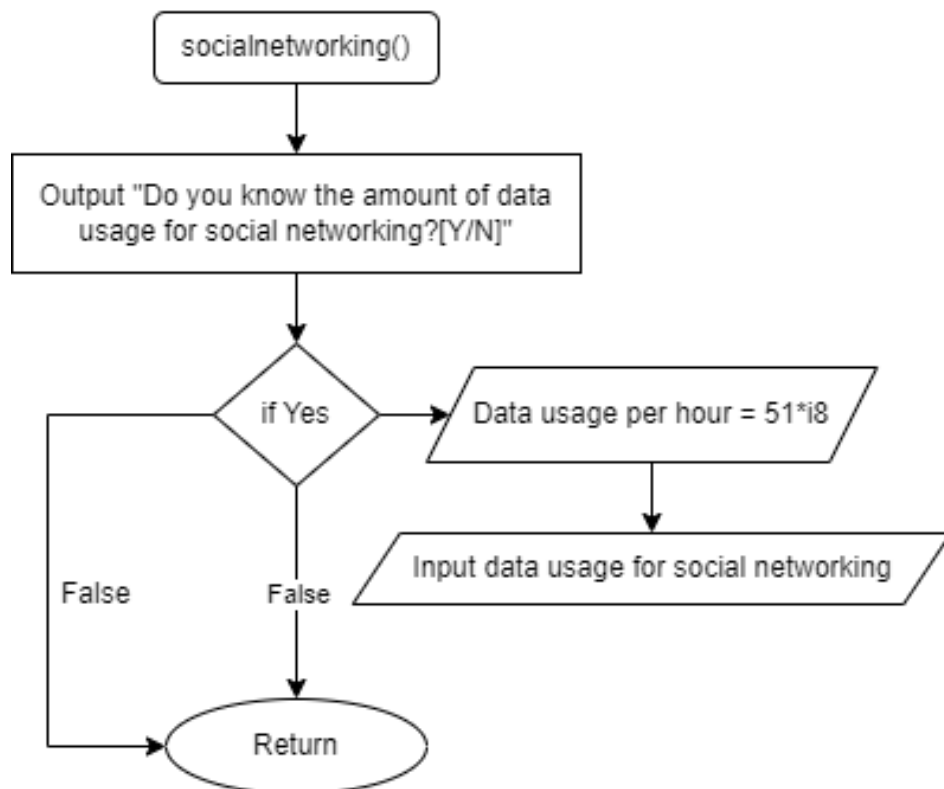 socialnetworking()
Output "Do you know the amount of data
usage for social networking?[Y/N]"
if Yes
Data usage per hour = 51*i8
Input data usage for social networking
False
False
Return